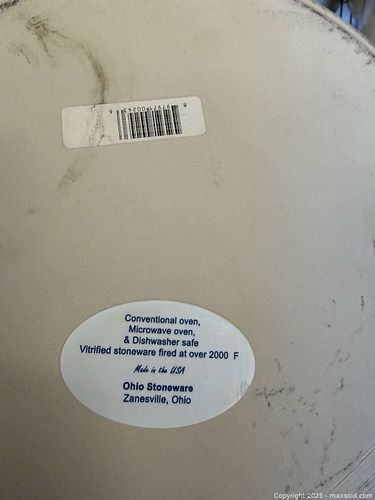 Conventional oven,
Microwave oven,
& Dishwasher safe
Vitrified stoneware fired at over 2000 F
Made in the USA
Ohio Stoneware
Zanesville, Ohio
Copyright 2025 - maxsold.com